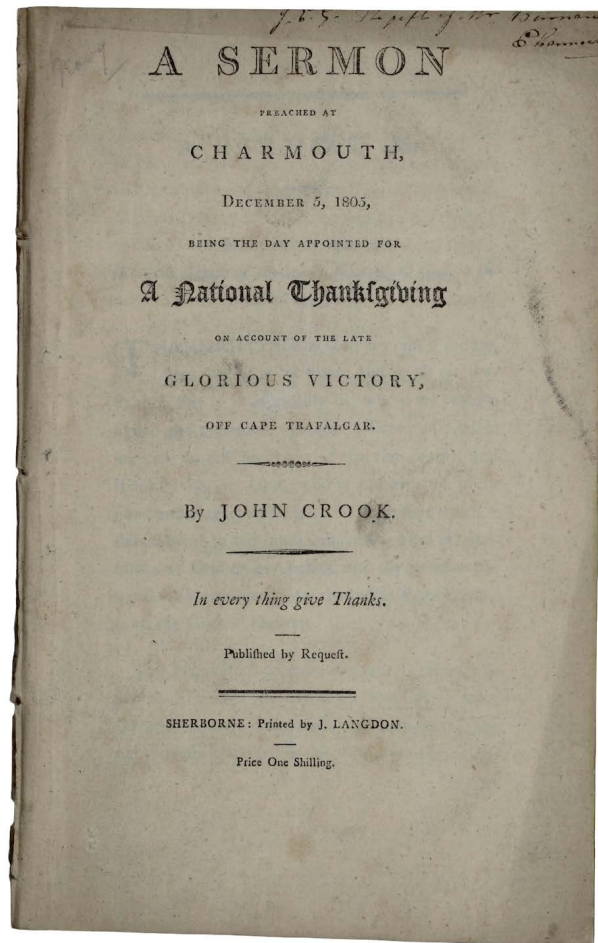 A SERMON
PREACHED AT
CHARMOUTH,
DECEMBER 5, 1805,
BEING THE DAY APPOINTED FOR
A National Thankſgiving
ON ACCOUNT OF THE LATE
GLORIOUS VICTORY,
OFF CAPE TRAFALGAR.
By JOHN CROOK.
In every thing give Thanks.
Publiſhed by Requeſt.
SHERBORNE: Printed by J. LANGDON.
Price One Shilling.